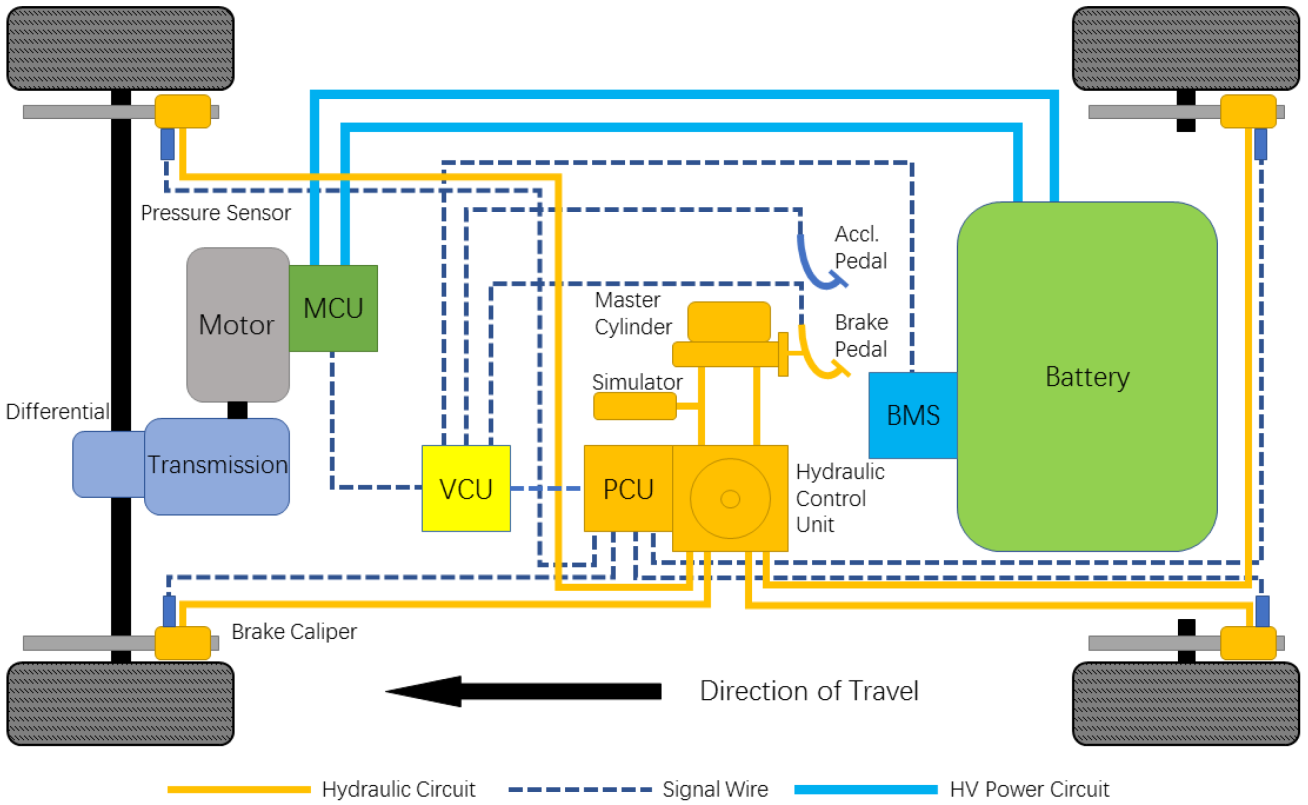 Pressure Sensor
Accl.
Pedal
Motor
MCU
Master
Cylinder
Brake
Pedal
Simulator
Battery
Differential
BMS
Transmission
VCU
PCU
Hydraulic
Control
Unit
Brake Caliper
Direction of Travel
Hydraulic Circuit
Signal Wire
HV Power Circuit